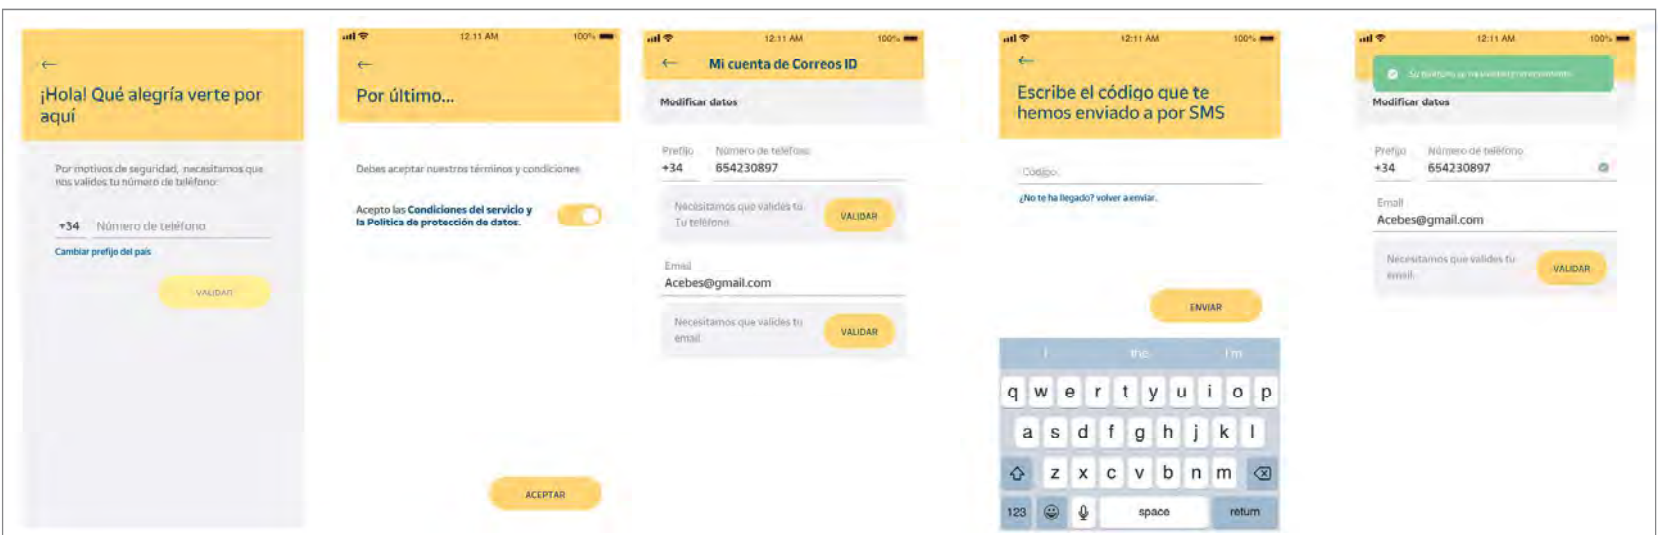 ←
¡Hola! Qué alegría verte por
aquí
Por motivos de seguridad, necesitamos que
nos valides tu número de teléfono:
+34 Número de teléfono
Cambiar prefijo del país
VALIDAR
12.11 AM 100%
←
Por último...
Debes aceptar nuestros términos y condiciones
Acepto las Condiciones del servicio y
la Política de protección de datos.
ACEPTAR
12.11 AM 100%
← Mi cuenta de Correos ID
Modificar datos
Prefijo Número de teléfono
+34 654230897
Necesitamos que valides tu
Tu teléfono.
VALIDAR
Email
Acebes@gmail.com
Necesitamos que valides tu
email
VALIDAR
12:11 AM 100%
←
Escribe el código que te
hemos enviado a por SMS
Código
¿No te ha llegado? volver a enviar.
ENVIAR
I the I'm
q w e r t y u i o p
a s d f g h j k l
z x c v b n m
123 space return
12:11 AM 100%
Su teléfono se ha
Modificar datos
Prefijo Número de teléfono
+34 654230897
Email
Acebes@gmail.com
Necesitamos que valides tu
email.
VALIDAR